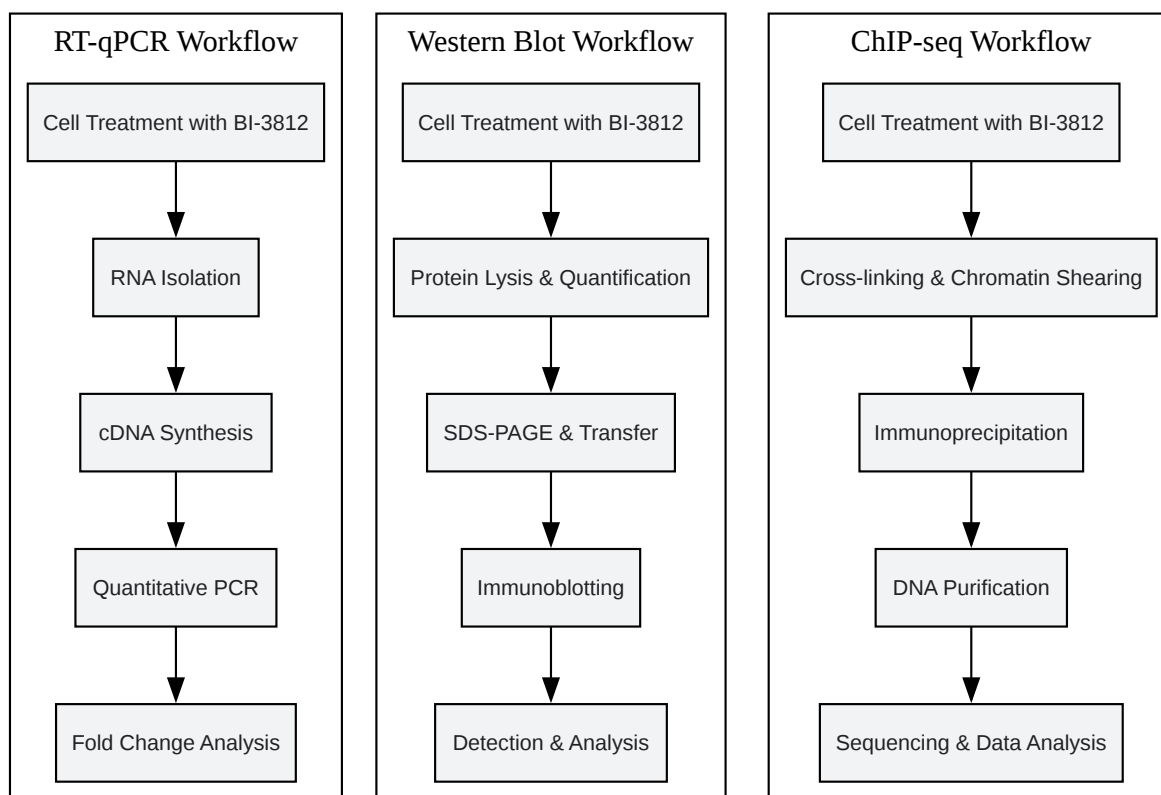 RT-qPCR Workflow
Cell Treatment with BI-3812
RNA Isolation
cDNA Synthesis
Quantitative PCR
Fold Change Analysis
Western Blot Workflow
Cell Treatment with BI-3812
Protein Lysis & Quantification
SDS-PAGE & Transfer
Immunoblotting
Detection & Analysis
ChIP-seq Workflow
Cell Treatment with BI-3812
Cross-linking & Chromatin Shearing
Immunoprecipitation
DNA Purification
Sequencing & Data Analysis